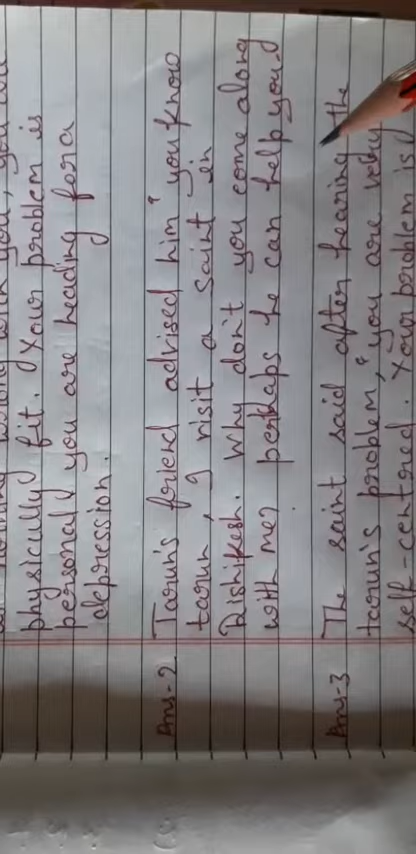 physically fit. Your problem is
personal, you are heading for a
depression.
Ans-2 Tarun's friend advised him "you know
tarun, I visit a saint in
Rishikesh. Why don't you come along
with me? perhaps he can help you.
Ans-3 The saint said after hearing the
tarun's problem, "you are very
self-centered. Your problem is